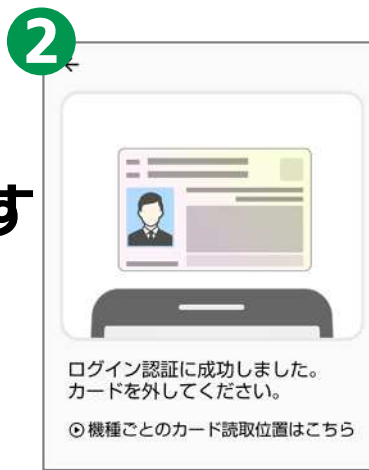 2
←
す
ログイン認証に成功しました。
カードを外してください。
機種ごとのカード読取位置はこちら